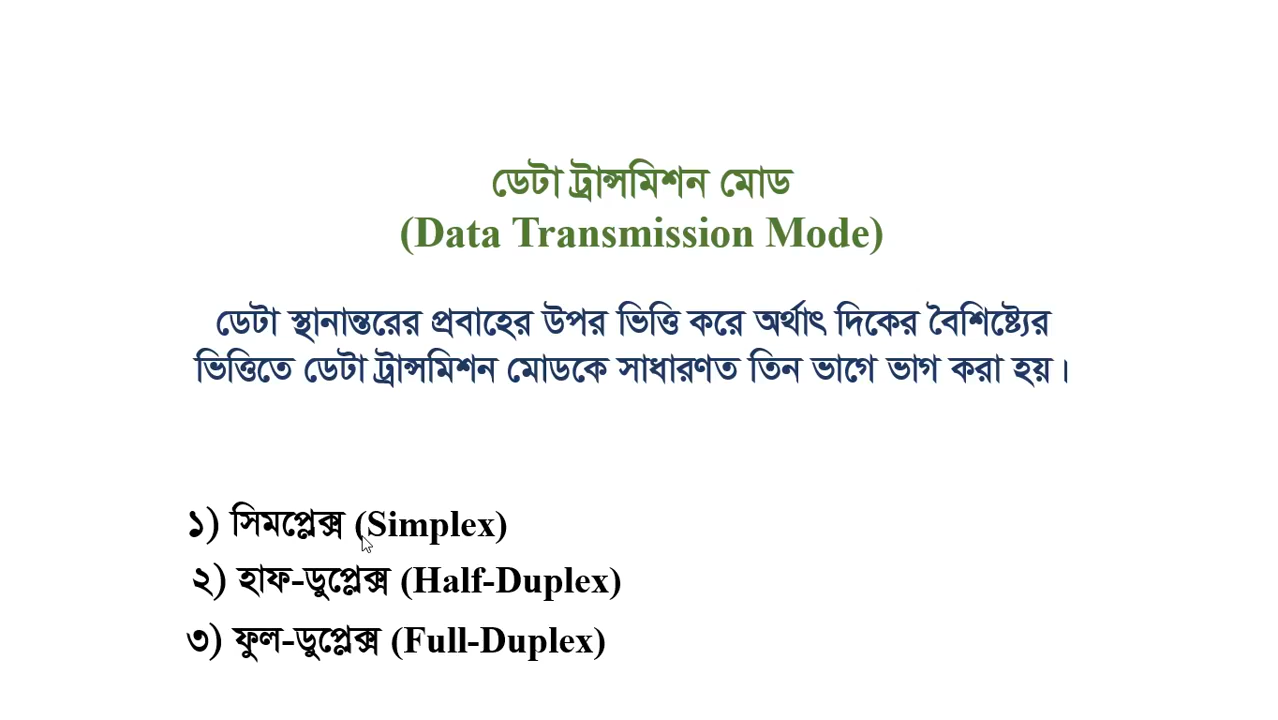 ডেটা ট্রান্সমিশন মোড
(Data Transmission Mode)
ডেটা স্থানান্তরের প্রবাহের উপর ভিত্তি করে অর্থাৎ দিকের বৈশিষ্ট্যের
ভিত্তিতে ডেটা ট্রান্সমিশন মোডকে সাধারণত তিন ভাগে ভাগ করা হয়।
১) সিমপ্লেক্স (Simplex)
২) হাফ-ডুপ্লেক্স (Half-Duplex)
৩) ফুল-ডুপ্লেক্স (Full-Duplex)